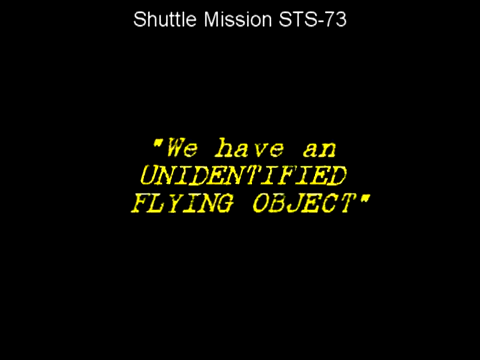 Shuttle Mission STS-73
"We have an
UNIDENTIFIED
FLYING OBJECT"